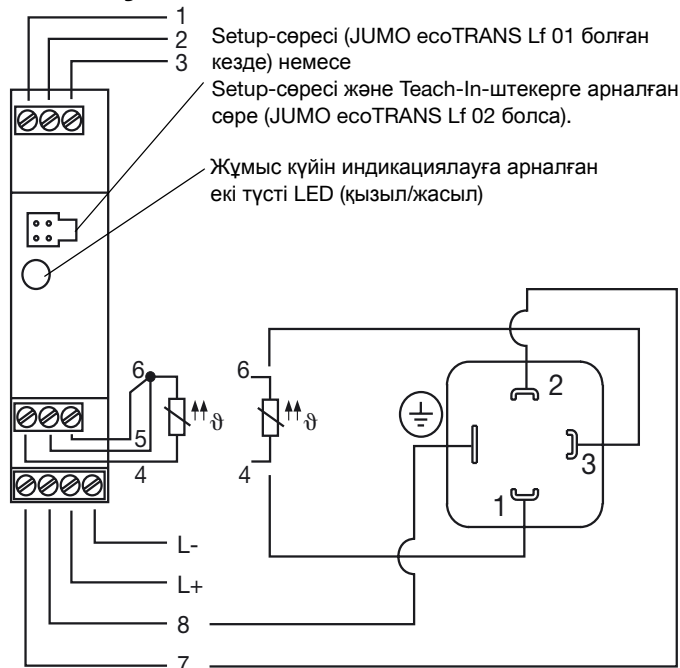 1
2
3
Setup-сөресі (JUMO ecoTRANS Lf 01 болған
кезде) немесе
Setup-сөресі және Teach-In-штекерге арналған
сөре (JUMO ecoTRANS Lf 02 болса).
Жұмыс күйін индикациялауға арналған
екі түсті LED (қызыл/жасыл)
6
5
4
ϑ
6
4
ϑ
2
3
1
L-
L+
8
7